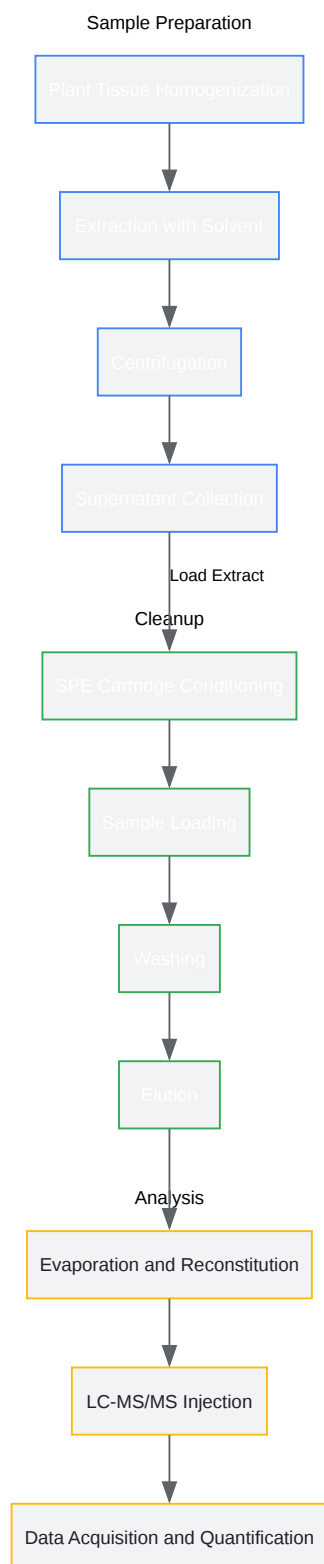 Sample Preparation
Plant Tissue Homogenization
Extraction with Solvent
Centrifugation
Supernatant Collection
Load Extract
Cleanup
SPE Cartridge Conditioning
Sample Loading
Washing
Elution
Analysis
Evaporation and Reconstitution
LC-MS/MS Injection
Data Acquisition and Quantification